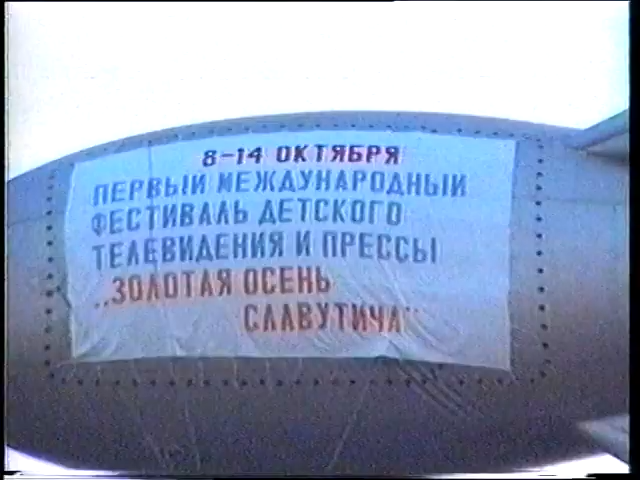 8-14 ОКТЯБРЯ
ПЕРВЫЙ МЕЖДУНАРОДНЫЙ
ФЕСТИВАЛЬ ДЕТСКОГО
ТЕЛЕВИДЕНИЯ И ПРЕССЫ
„ЗОЛОТАЯ ОСЕНЬ
СЛАВУТИЧА"